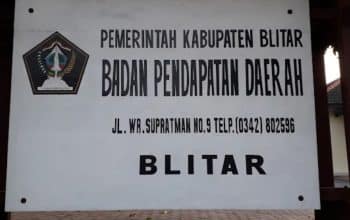 PEMERINTAH KABUPATEN BLITAR
BADAN PENDAPATAN DAERAH
JL. WR. SUPRATMAN NO.9 TELP.(0342) 802596
BLITAR